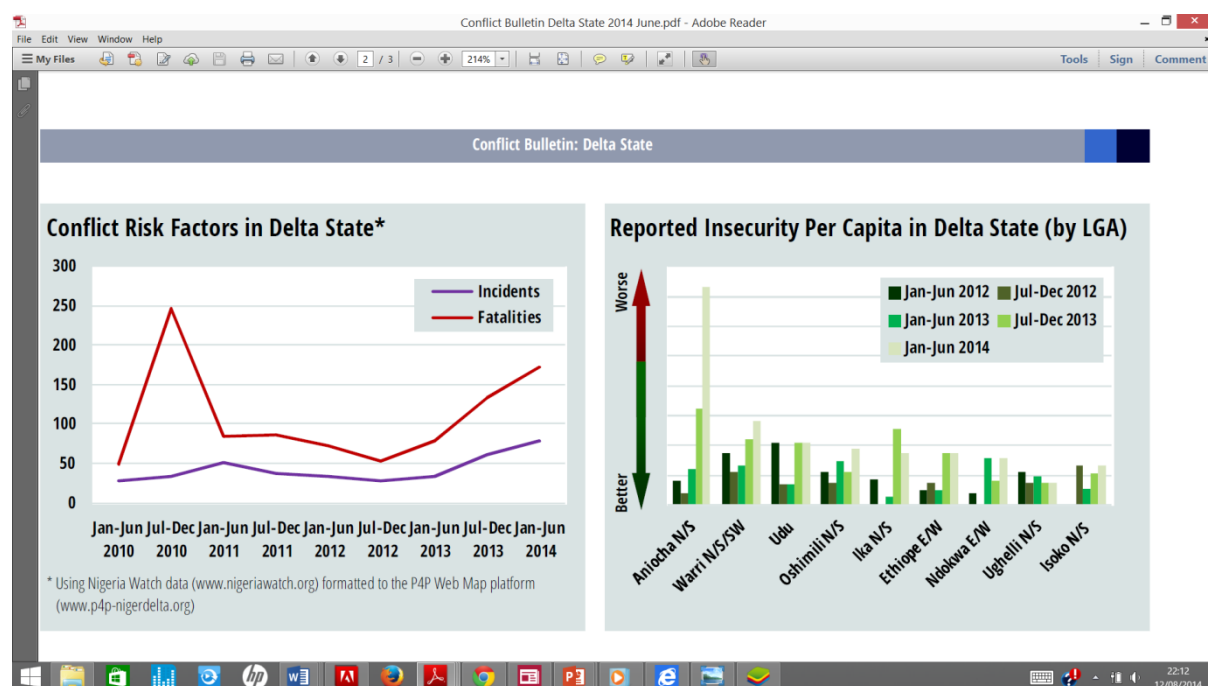 Conflict Bulletin Delta State 2014 June.pdf - Adobe Reader
File Edit View Window Help
My Files
2 / 3
214%
Tools Sign Comment
Conflict Bulletin: Delta State
Conflict Risk Factors in Delta State*
300
250
200
150
100
50
0
Incidents
Fatalities
Jan-Jun Jul-Dec Jan-Jun Jul-Dec Jan-Jun Jul-Dec Jan-Jun Jul-Dec Jan-Jun
2010 2010 2011 2011 2012 2012 2013 2013 2014
* Using Nigeria Watch data (www.nigeriawatch.org) formatted to the P4P Web Map platform
(www.p4p-nigerdelta.org)
Reported Insecurity Per Capita in Delta State (by LGA)
Worse
Better
Jan-Jun 2012 Jul-Dec 2012
Jan-Jun 2013 Jul-Dec 2013
Jan-Jun 2014
Aniocha N/S
Warri N/S/SW
Udu
Oshimili N/S
Ika N/S
Ethiope E/W
Ndokwa E/W
Ughelli N/S
Isoko N/S
hp
22:12
12/08/2014